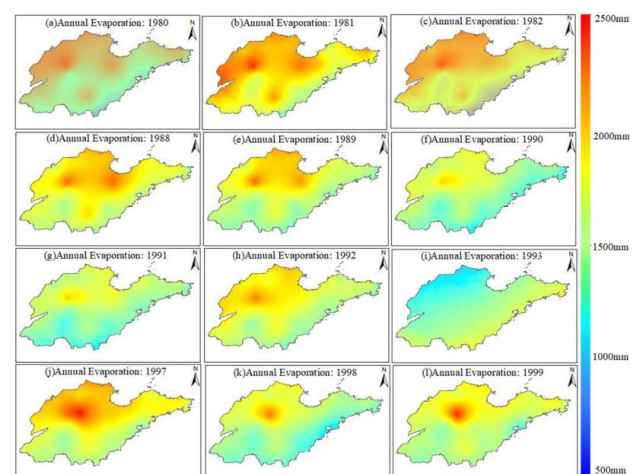 (a)Annual Evaporation: 1980 N
(b)Annual Evaporation: 1981 N
(c)Annual Evaporation: 1982 N
2500mm
(d)Annual Evaporation: 1988 N
(e)Annual Evaporation: 1989 N
(f)Annual Evaporation: 1990 N
2000mm
(g)Annual Evaporation: 1991 N
(h)Annual Evaporation: 1992 N
(i)Annual Evaporation: 1993 N
1500mm
1000mm
(j)Annual Evaporation: 1997 N
(k)Annual Evaporation: 1998 N
(l)Annual Evaporation: 1999 N
500mm